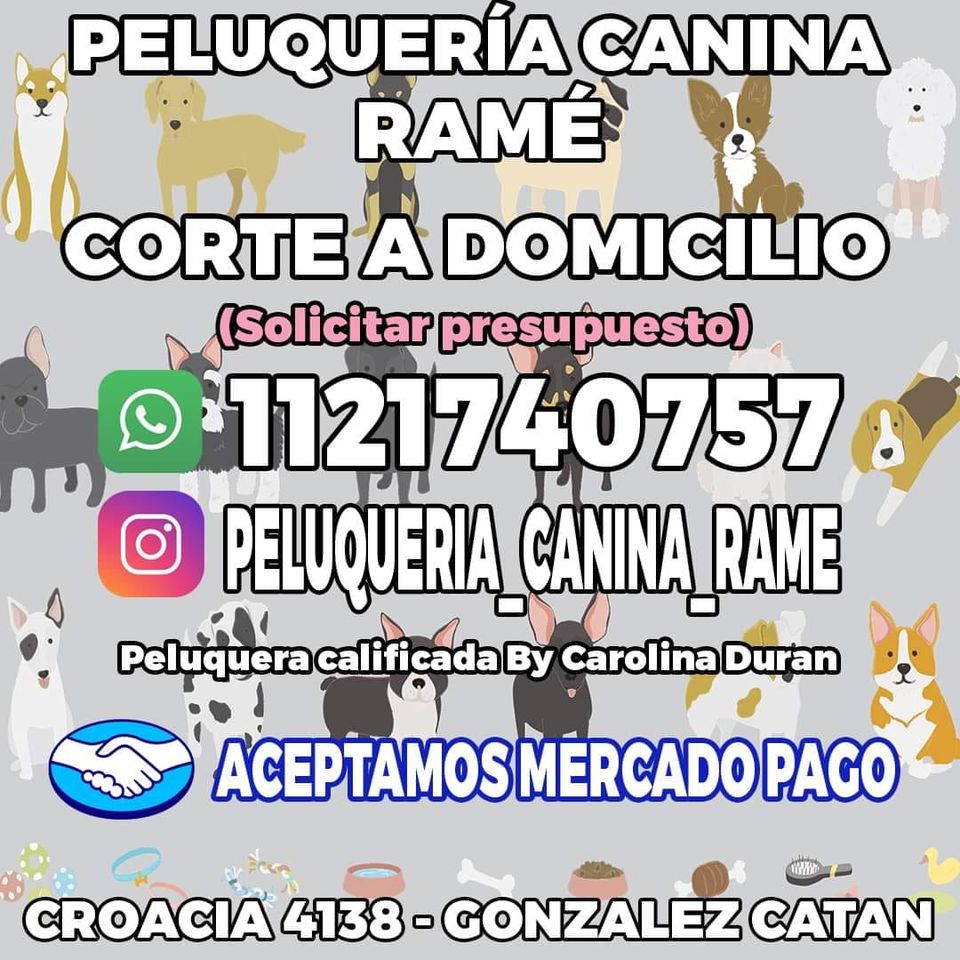 PELUQUERÍA CANINA
RAMÉ
CORTE A DOMICILIO
(Solicitar presupuesto)
1121740757
PELUQUERIA_CANINA_RAME
Peluquera calificada By Carolina Duran
ACEPTAMOS MERCADO PAGO
CROACIA 4138 - GONZALEZ CATAN